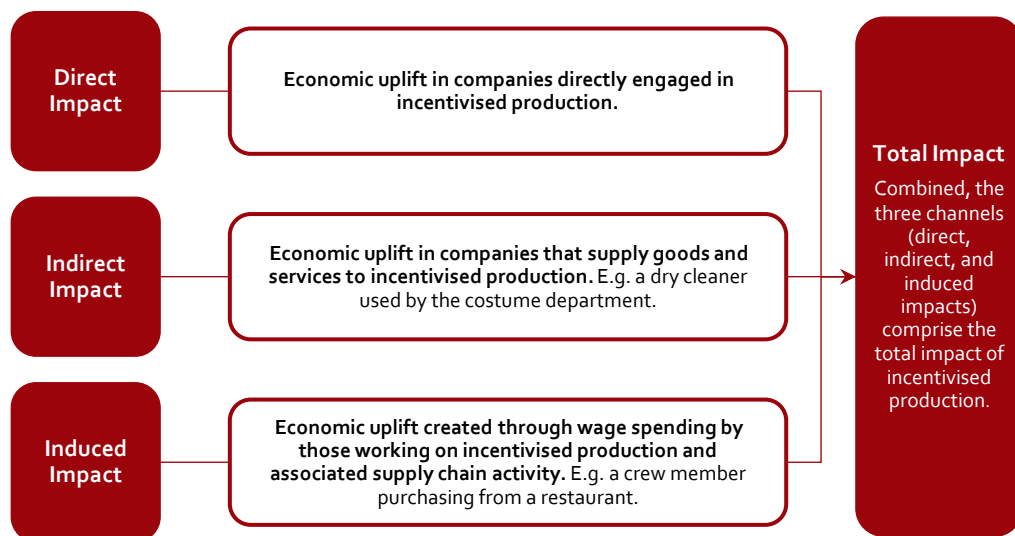 Direct
Impact
Economic uplift in companies directly engaged in
incentivised production.
Indirect
Impact
Economic uplift in companies that supply goods and
services to incentivised production. E.g. a dry cleaner
used by the costume department.
Induced
Impact
Economic uplift created through wage spending by
those working on incentivised production and
associated supply chain activity. E.g. a crew member
purchasing from a restaurant.
Total Impact
Combined, the
three channels
(direct,
indirect, and
induced
impacts)
comprise the
total impact of
incentivised
production.